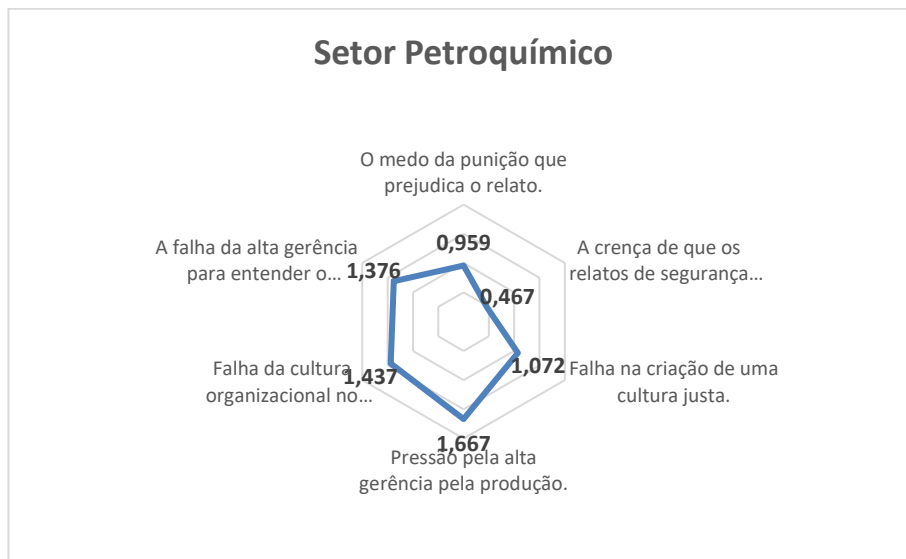 Setor Petroquímico
O medo da punição que
prejudica o relato.
0,959
A crença de que os
relatos de segurança...
0,467
Falha na criação de uma
cultura justa.
1,072
1,667
Pressão pela alta
gerência pela produção.
Falha da cultura
organizacional no...
1,437
A falha da alta gerência
para entender o...
1,376